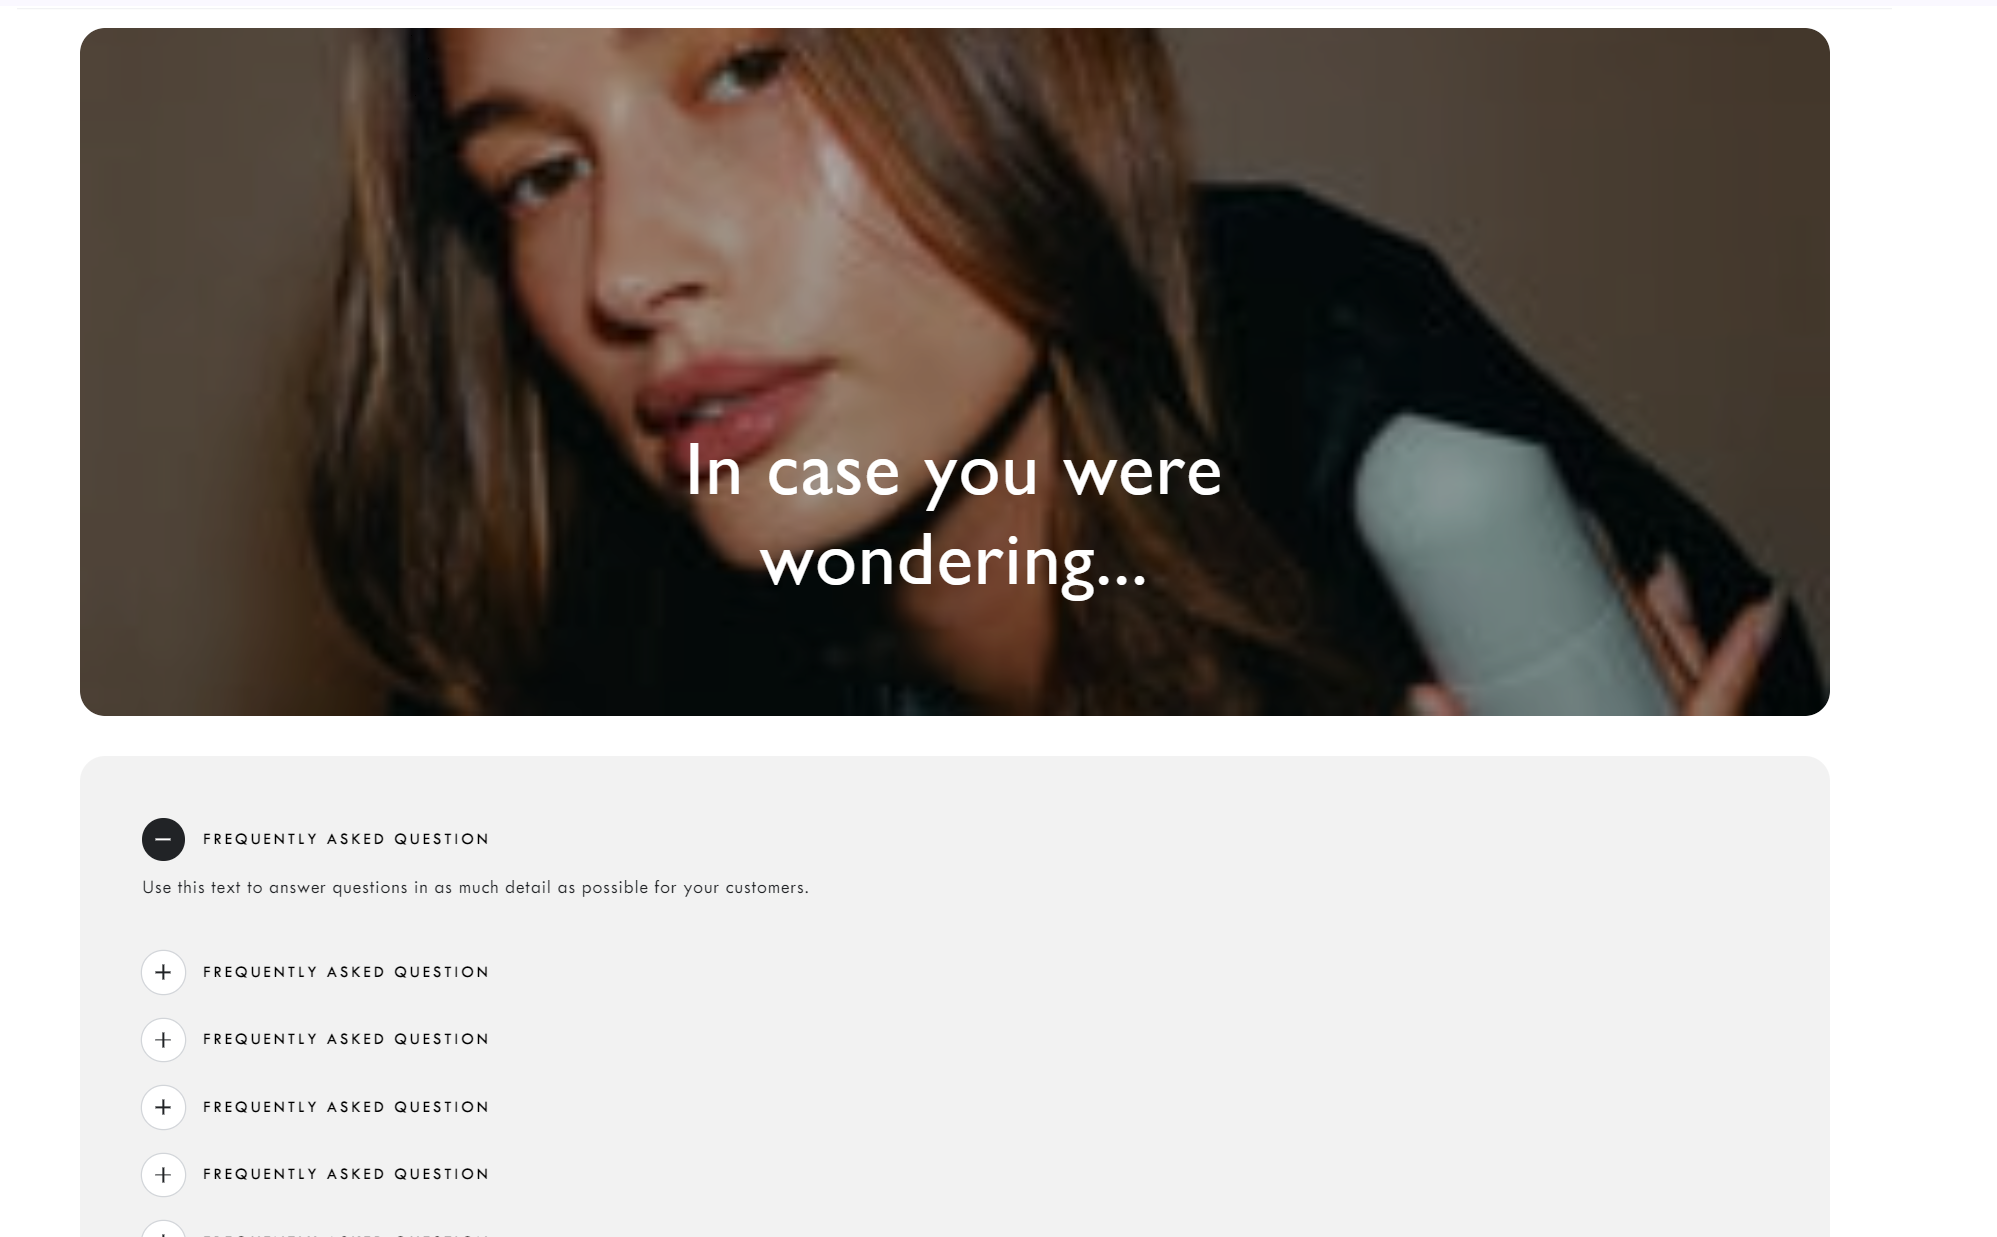 In case you were
wondering...
FREQUENTLY ASKED QUESTION
Use this text to answer questions in as much detail as possible for your customers.
FREQUENTLY ASKED QUESTION
FREQUENTLY ASKED QUESTION
FREQUENTLY ASKED QUESTION
FREQUENTLY ASKED QUESTION